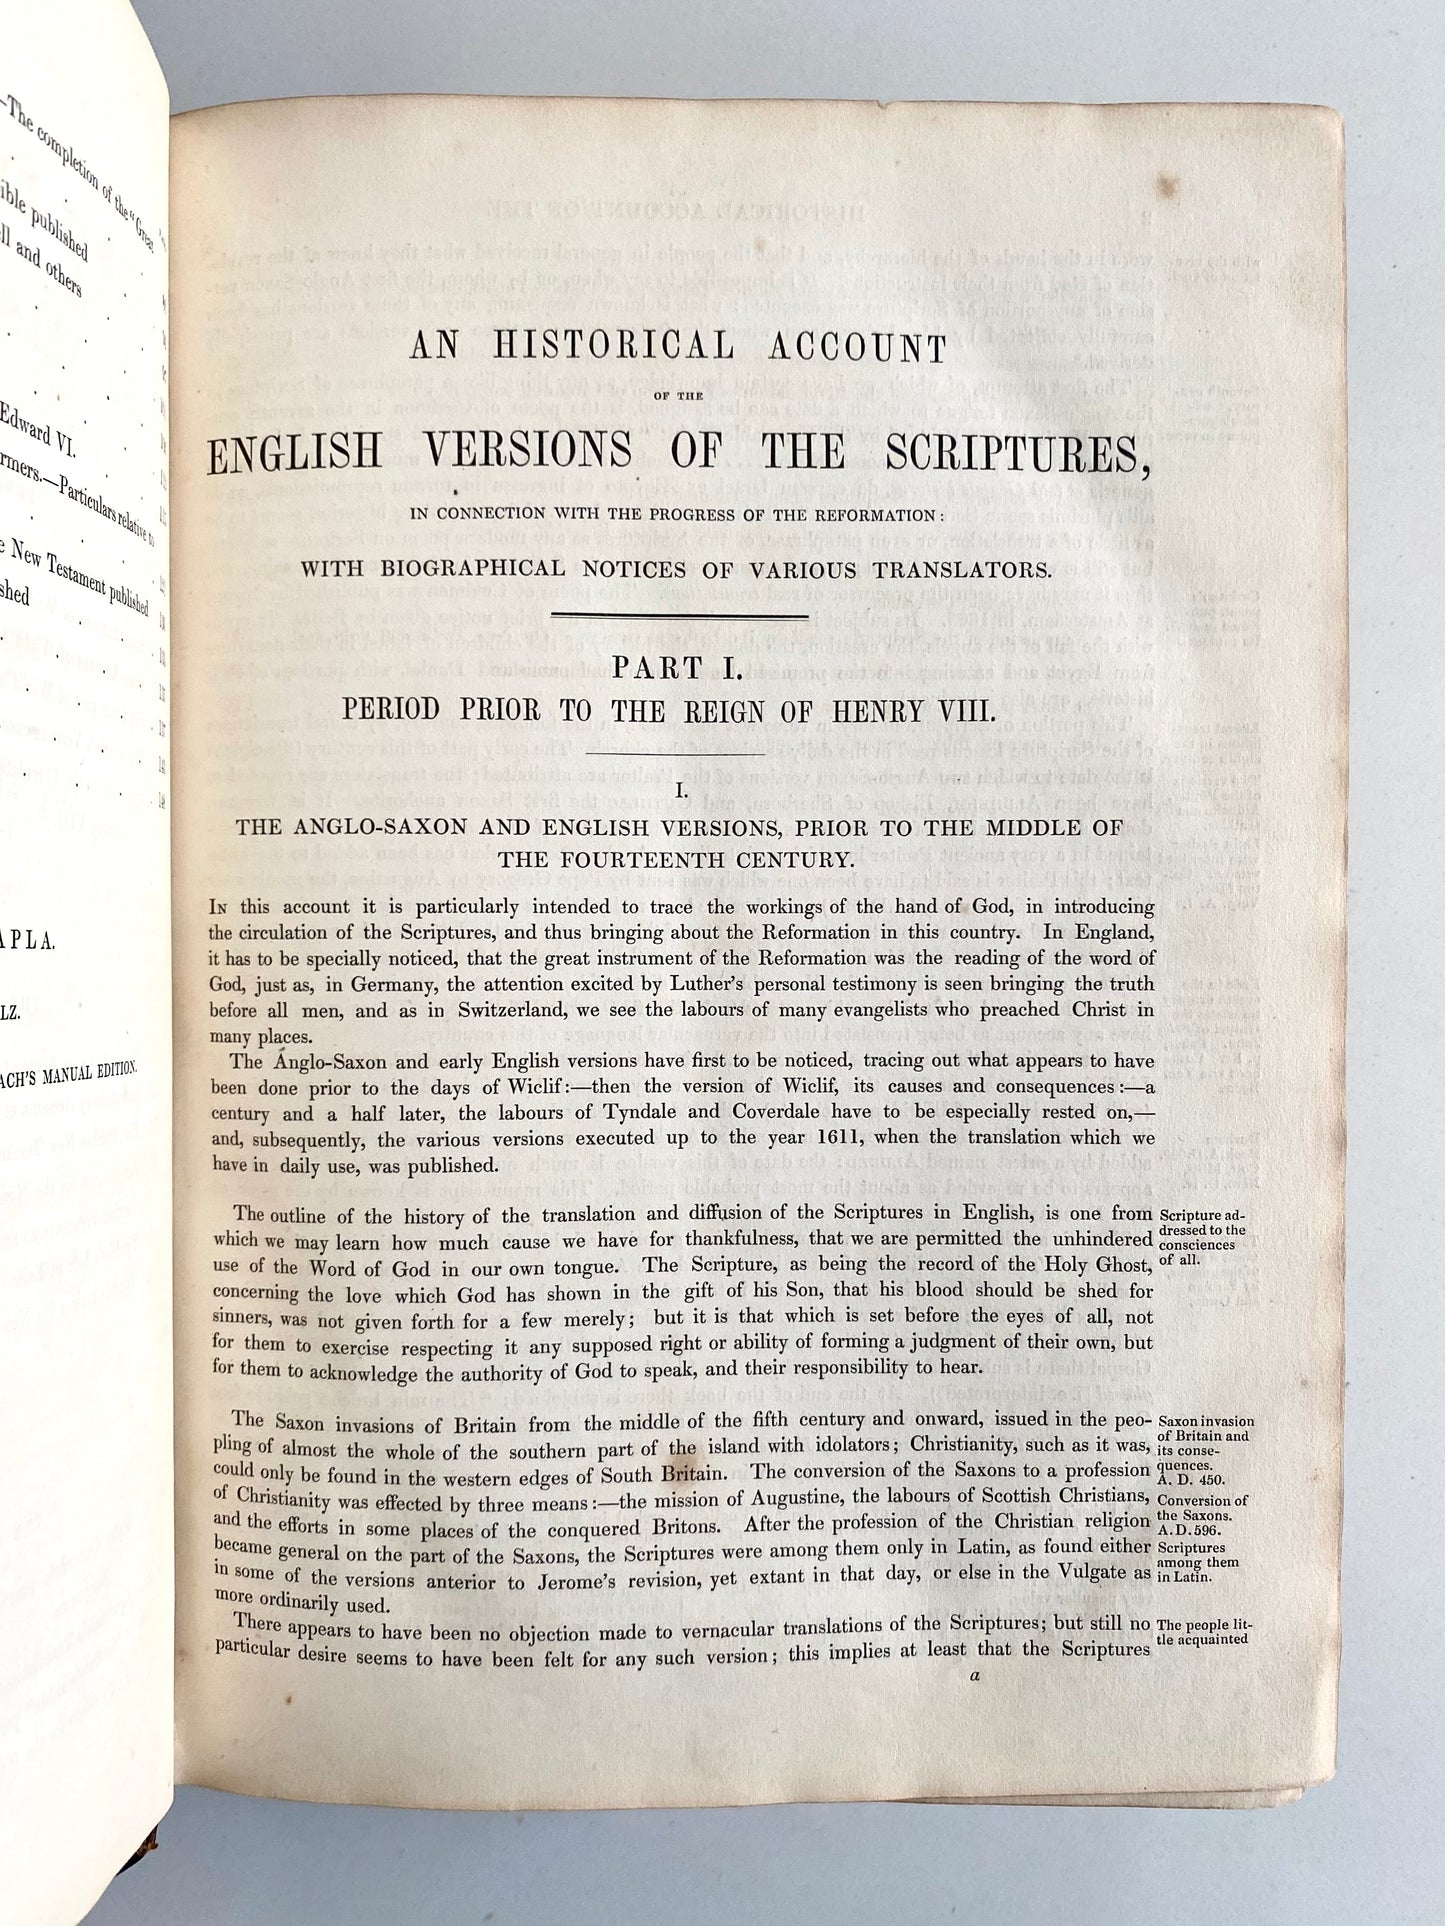 —The completion of the "Great
ible published
ll and others
Edward VI.
rmers.—Particulars relative to
e New Testament published
shed
APLA.
LZ.
ACH'S MANUAL EDITION.
AN HISTORICAL ACCOUNT
OF THE
ENGLISH VERSIONS OF THE SCRIPTURES,
IN CONNECTION WITH THE PROGRESS OF THE REFORMATION:
WITH BIOGRAPHICAL NOTICES OF VARIOUS TRANSLATORS.
PART I.
PERIOD PRIOR TO THE REIGN OF HENRY VIII.
I.
THE ANGLO-SAXON AND ENGLISH VERSIONS, PRIOR TO THE MIDDLE OF
THE FOURTEENTH CENTURY.
IN this account it is particularly intended to trace the workings of the hand of God, in introducing
the circulation of the Scriptures, and thus bringing about the Reformation in this country. In England,
it has to be specially noticed, that the great instrument of the Reformation was the reading of the word of
God, just as, in Germany, the attention excited by Luther's personal testimony is seen bringing the truth
before all men, and as in Switzerland, we see the labours of many evangelists who preached Christ in
many places.
The Anglo-Saxon and early English versions have first to be noticed, tracing out what appears to have
been done prior to the days of Wiclif:—then the version of Wiclif, its causes and consequences:—a
century and a half later, the labours of Tyndale and Coverdale have to be especially rested on,—
and, subsequently, the various versions executed up to the year 1611, when the translation which we
have in daily use, was published.
The outline of the history of the translation and diffusion of the Scriptures in English, is one from
which we may learn how much cause we have for thankfulness, that we are permitted the unhindered
use of the Word of God in our own tongue. The Scripture, as being the record of the Holy Ghost,
concerning the love which God has shown in the gift of his Son, that his blood should be shed for
sinners, was not given forth for a few merely; but it is that which is set before the eyes of all, not
for them to exercise respecting it any supposed right or ability of forming a judgment of their own, but
for them to acknowledge the authority of God to speak, and their responsibility to hear.
Scripture ad-
dressed to the
consciences
of all.
The Saxon invasions of Britain from the middle of the fifth century and onward, issued in the peo-
pling of almost the whole of the southern part of the island with idolators; Christianity, such as it was,
could only be found in the western edges of South Britain. The conversion of the Saxons to a profession
of Christianity was effected by three means:—the mission of Augustine, the labours of Scottish Christians,
and the efforts in some places of the conquered Britons. After the profession of the Christian religion
became general on the part of the Saxons, the Scriptures were among them only in Latin, as found either
in some of the versions anterior to Jerome's revision, yet extant in that day, or else in the Vulgate as
more ordinarily used.
Saxon invasion
of Britain and
its conse-
quences.
A. D. 450.
Conversion of
the Saxons.
A.D. 596.
Scriptures
among them
in Latin.
There appears to have been no objection made to vernacular translations of the Scriptures; but still no
particular desire seems to have been felt for any such version; this implies at least that the Scriptures
The people lit-
tle acquainted
a